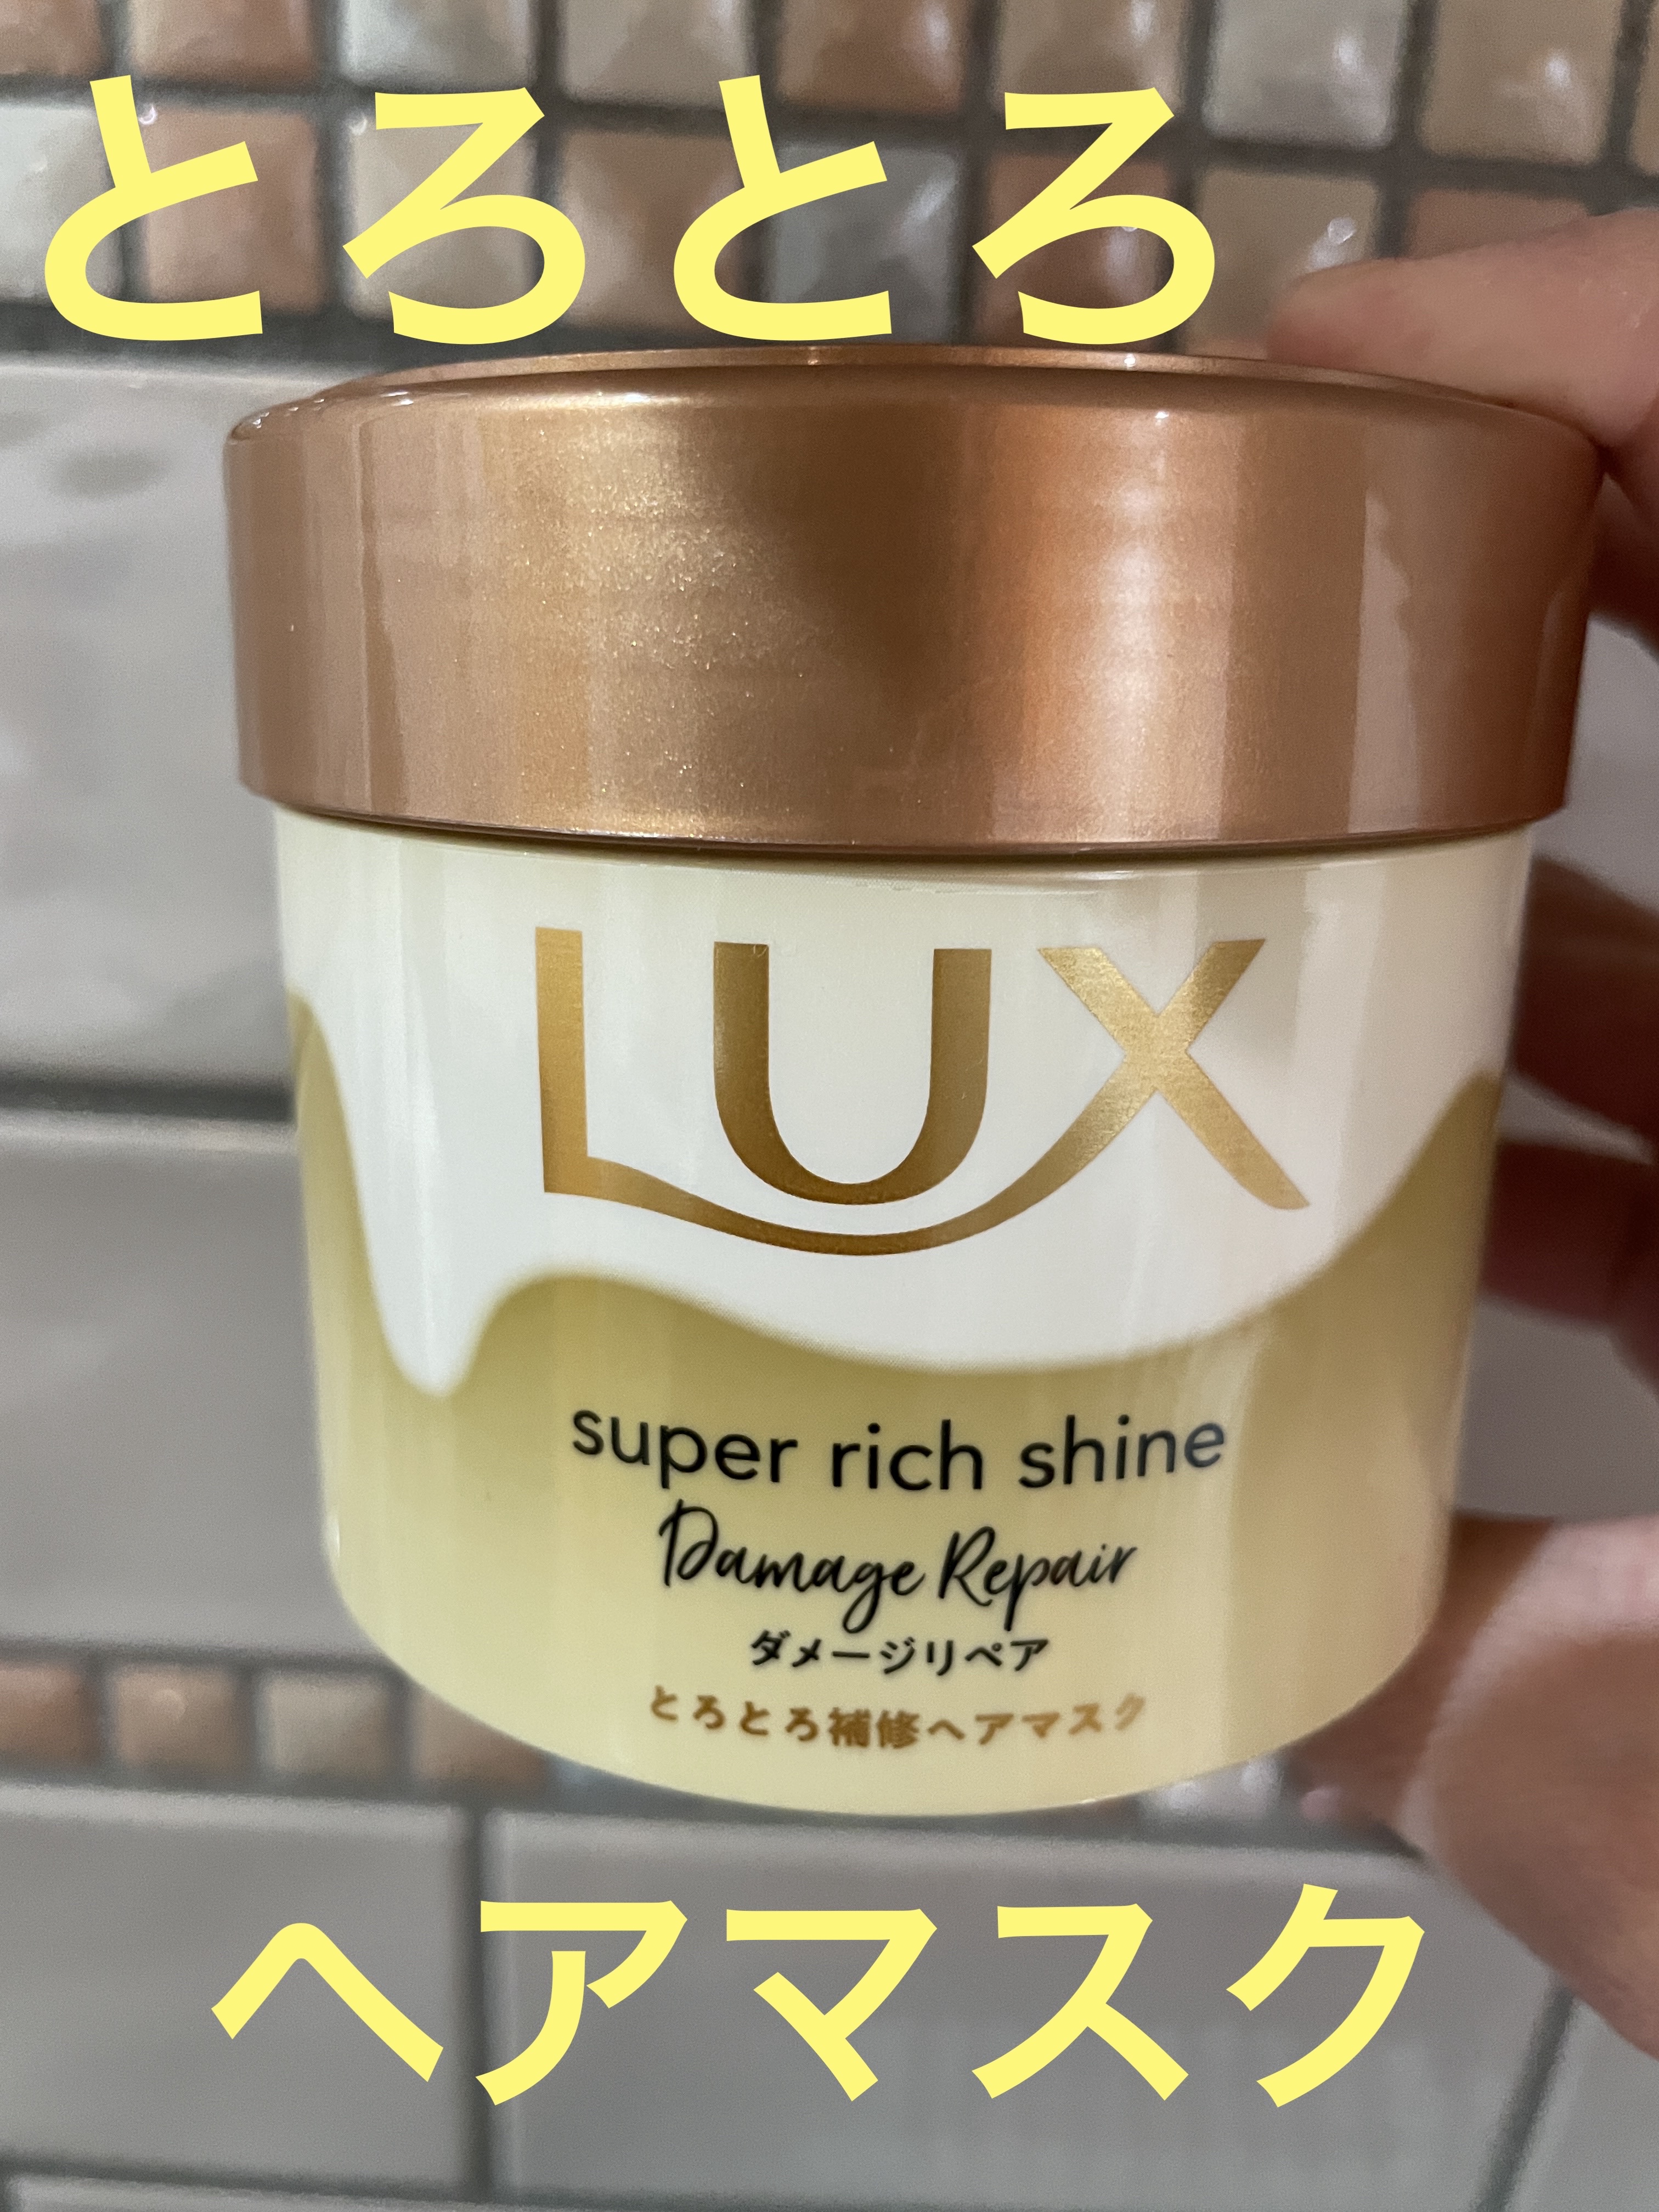 とろとろ
LUX
super rich shine
Damage Repair
ダメージリペア
とろとろ補修ヘアマスク
ヘアマスク